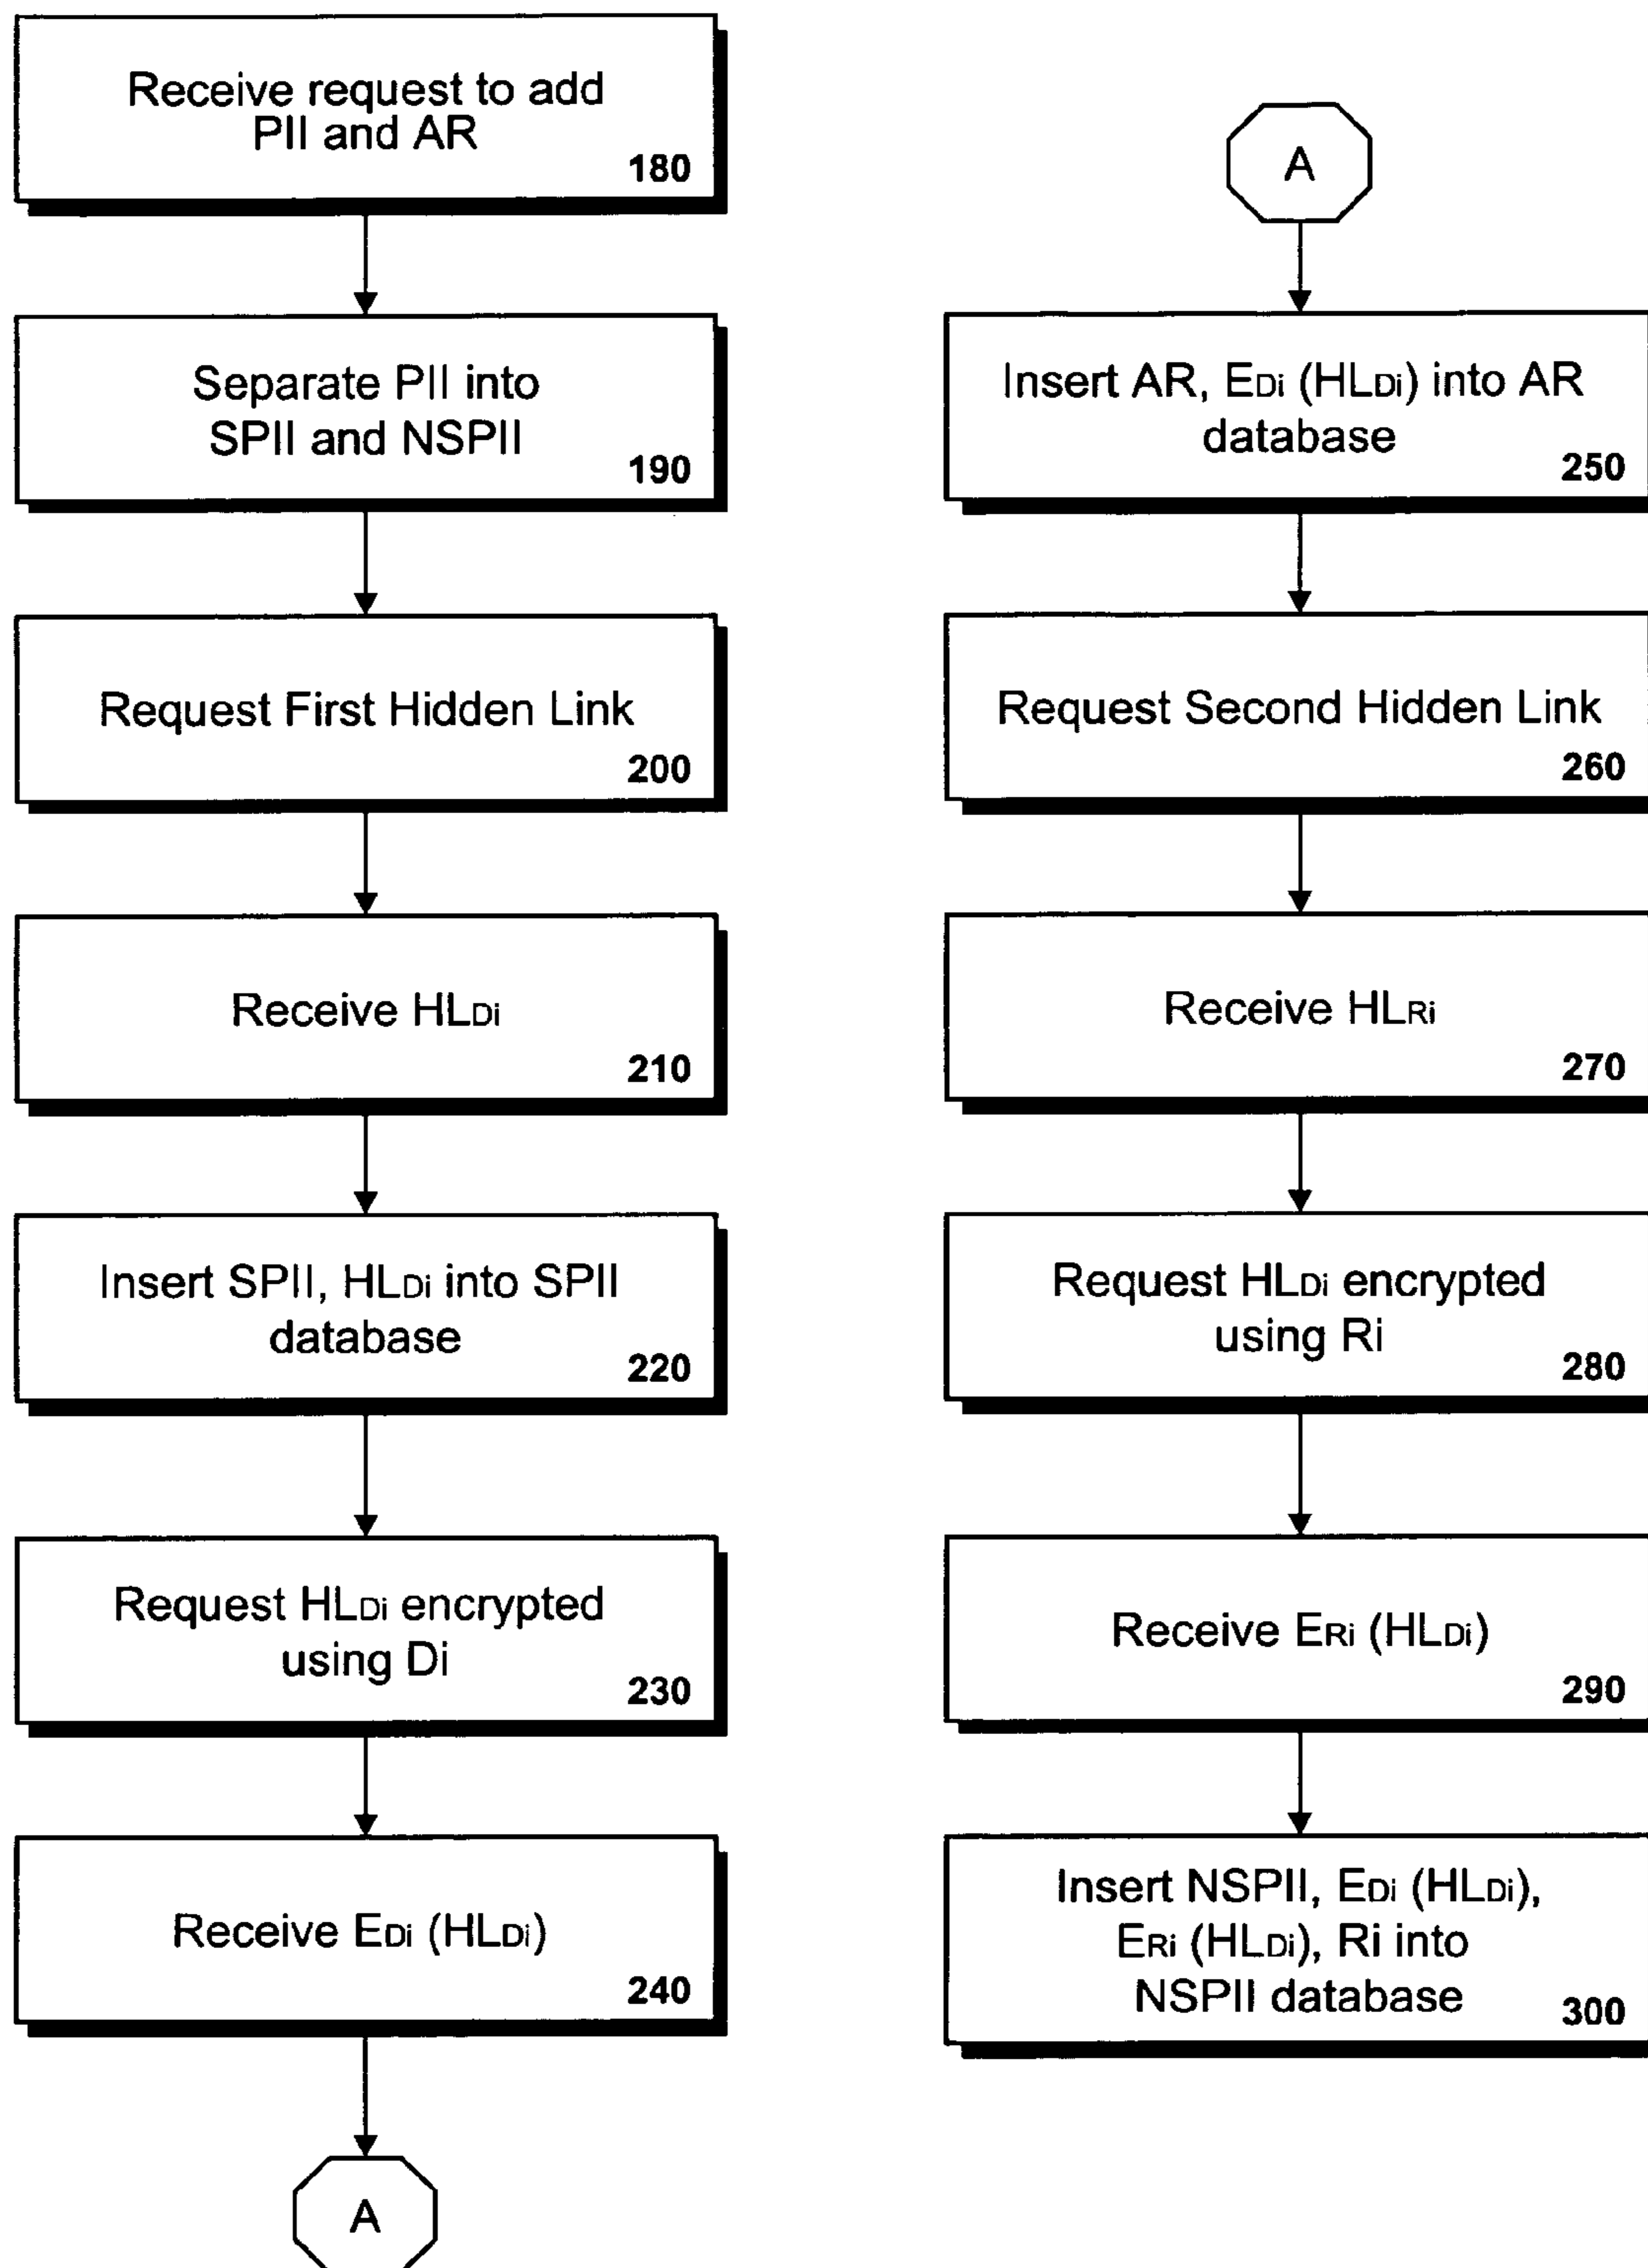 Receive request to add
PII and AR
180
Separate PII into
SPII and NSPII
190
Request First Hidden Link
200
Receive HLDi
210
Insert SPII, HLDi into SPII
database
220
Request HLDi encrypted
using Di
230
Receive EDi (HLDi)
240
A
A
Insert AR, EDi (HLDi) into AR
database
250
Request Second Hidden Link
260
Receive HLRi
270
Request HLDi encrypted
using Ri
280
Receive ERi (HLDi)
290
Insert NSPII, EDi (HLDi),
ERi (HLDi), Ri into
NSPII database
300